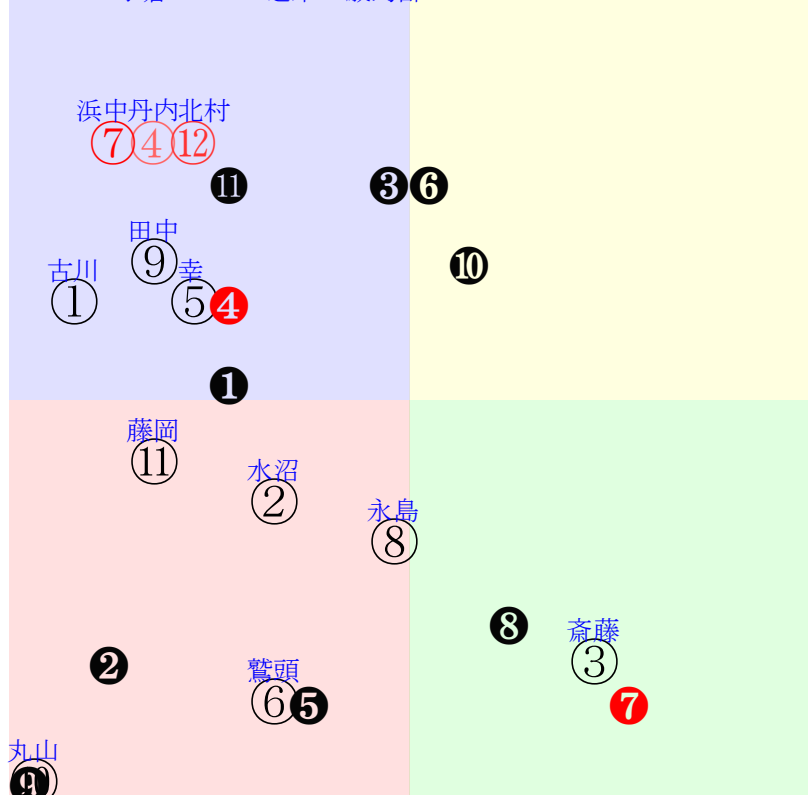 浜中丹内北村
⑦④⑫
⓫ ❸❻
田中
⑨ ❿
古川 幸
① ⑤❹
❶
藤岡
⑪ 水沼
②
永島
⑧
❽ 斎藤
❷ 鷲頭 ③
⑥❺ ❼
丸山
❾